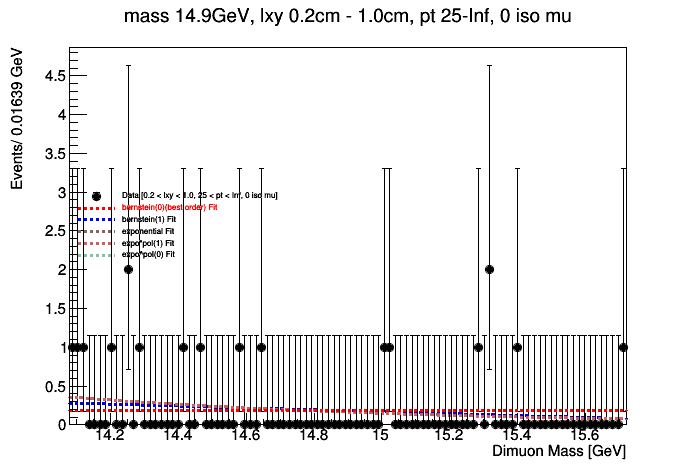 mass 14.9GeV, lxy 0.2cm - 1.0cm, pt 25-Inf, 0 iso mu
Events/ 0.01639 GeV
4.5
4
3.5
3
2.5
2
1.5
1
0.5
0
Data [0.2 < lxy < 1.0, 25 < pt < Inf, 0 iso mu]
bernstein(0)(best order) Fit
bernstein(1) Fit
exponential Fit
expo*pol(1) Fit
expo*pol(0) Fit
14.2 14.4 14.6 14.8 15 15.2 15.4 15.6
Dimuon Mass [GeV]